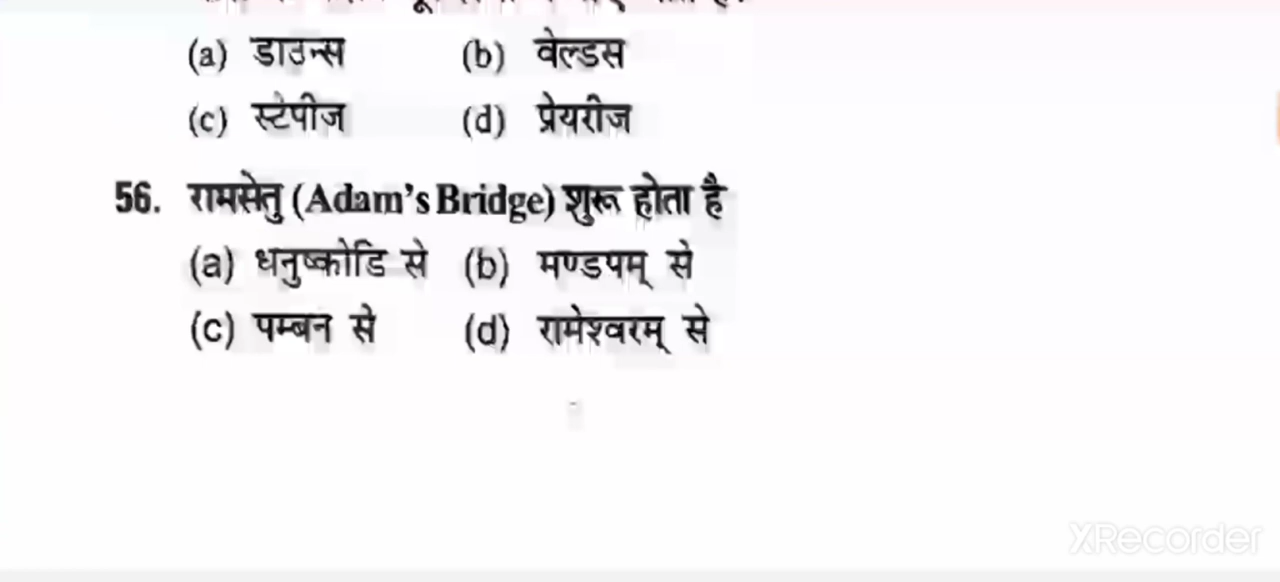 (a) डाउन्स (b) वेल्डस
(c) स्टेपीज (d) प्रेयरीज
56. रामसेतु (Adam's Bridge) शुरू होता है
(a) धनुष्कोडि से (b) मण्डपम् से
(c) पम्बन से (d) रामेश्वरम् से
XRecorder